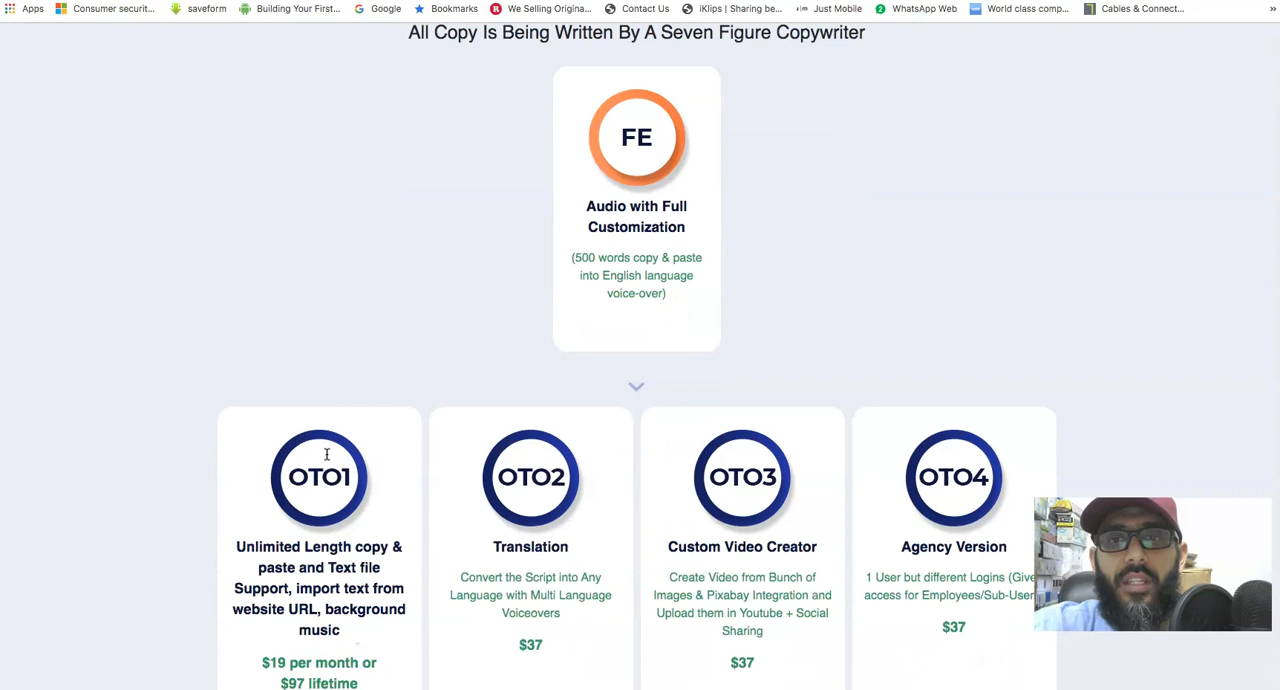 Apps Consumer securit... saveform Building Your First... Google Bookmarks We Selling Origina... Contact Us iKlips | Sharing be... Just Mobile WhatsApp Web World class comp... Cables & Connect... »
All Copy Is Being Written By A Seven Figure Copywriter
FE
Audio with Full
Customization
(500 words copy & paste
into English language
voice-over)
OTO1
Unlimited Length copy &
paste and Text file
Support, import text from
website URL, background
music
$19 per month or
$97 lifetime
OTO2
Translation
Convert the Script into Any
Language with Multi Language
Voiceovers
$37
OTO3
Custom Video Creator
Create Video from Bunch of
Images & Pixabay Integration and
Upload them in Youtube + Social
Sharing
$37
OTO4
Agency Version
1 User but different Logins (Give
access for Employees/Sub-User
$37